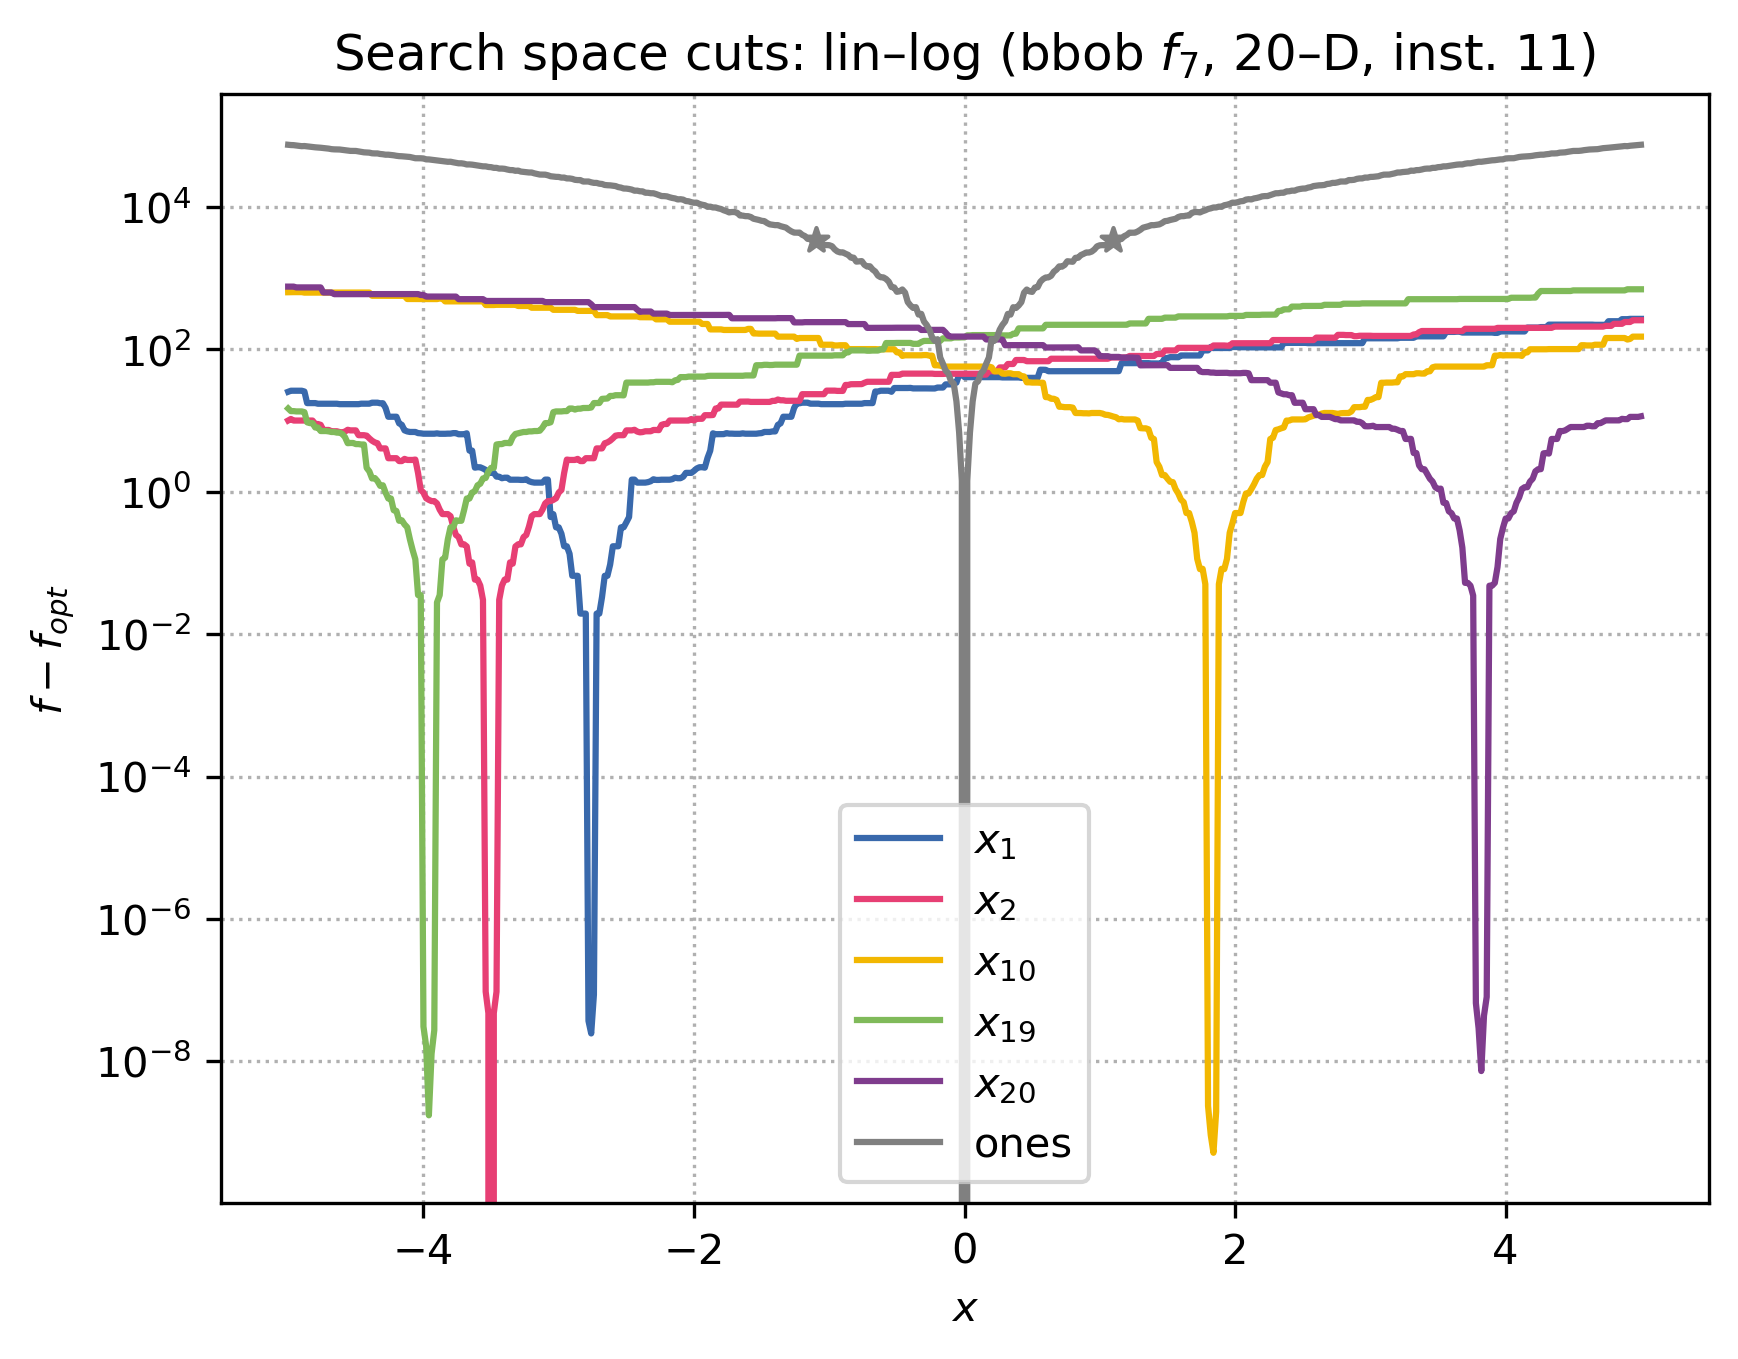 Search space cuts: lin–log (bbob f₇, 20–D, inst. 11)
10⁴
10²
10⁰
10⁻²
10⁻⁴
10⁻⁶
10⁻⁸
f − fₒₚₜ
x₁
x₂
x₁₀
x₁₉
x₂₀
ones
−4 −2 0 2 4
x